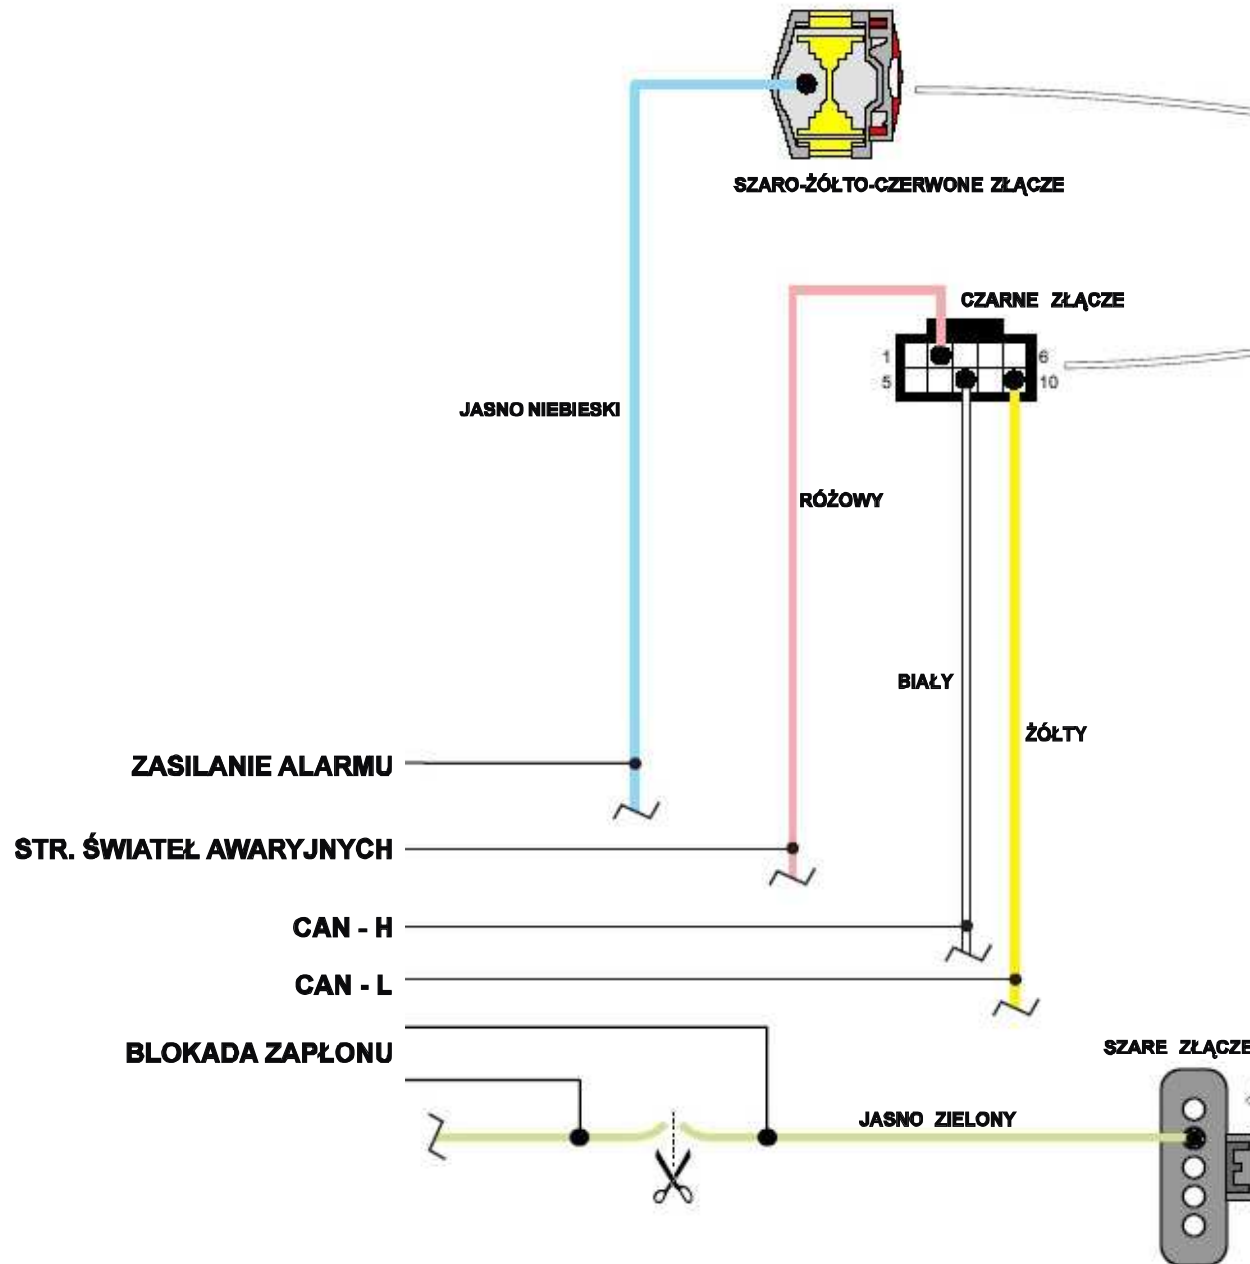 SZARO-ŻÓŁTO-CZERWONE ZŁĄCZE
CZARNE ZŁĄCZE
1
6
5
10
JASNO NIEBIESKI
RÓŻOWY
BIAŁY
ŻÓŁTY
ZASILANIE ALARMU
STR. ŚWIATEŁ AWARYJNYCH
CAN - H
CAN - L
BLOKADA ZAPŁONU
SZARE ZŁĄCZE
JASNO ZIELONY